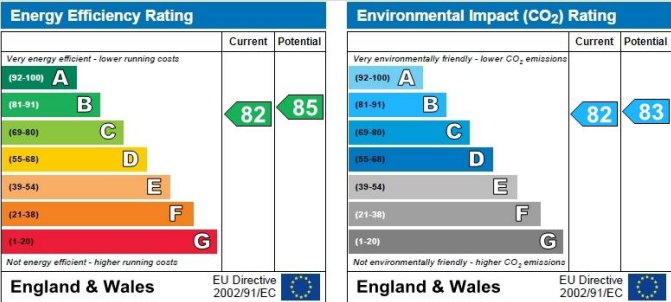 Energy Efficiency Rating
Current Potential
Very energy efficient - lower running costs
(92-100) A
(81-91) B
82 85
(69-80) C
(55-68) D
(39-54) E
(21-38) F
(1-20) G
Not energy efficient - higher running costs
England & Wales
EU Directive
2002/91/EC
Environmental Impact (CO2) Rating
Current Potential
Very environmentally friendly - lower CO2 emissions
(92-100) A
(81-91) B
82 83
(69-80) C
(55-68) D
(39-54) E
(21-38) F
(1-20) G
Not environmentally friendly - higher CO2 emissions
England & Wales
EU Directive
2002/91/EC